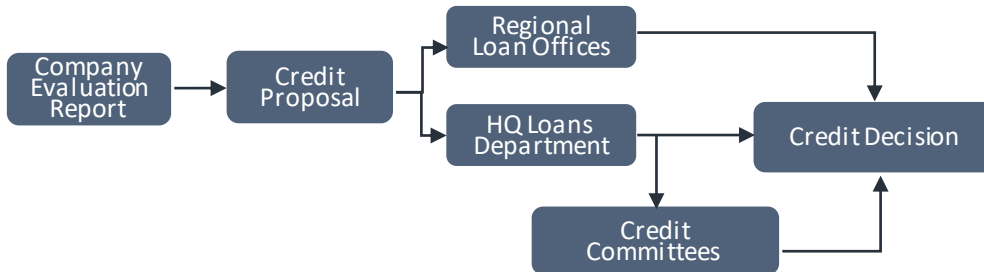 Company
Evaluation
Report
Credit
Proposal
Regional
Loan Offices
HQ Loans
Department
Credit
Committees
Credit Decision